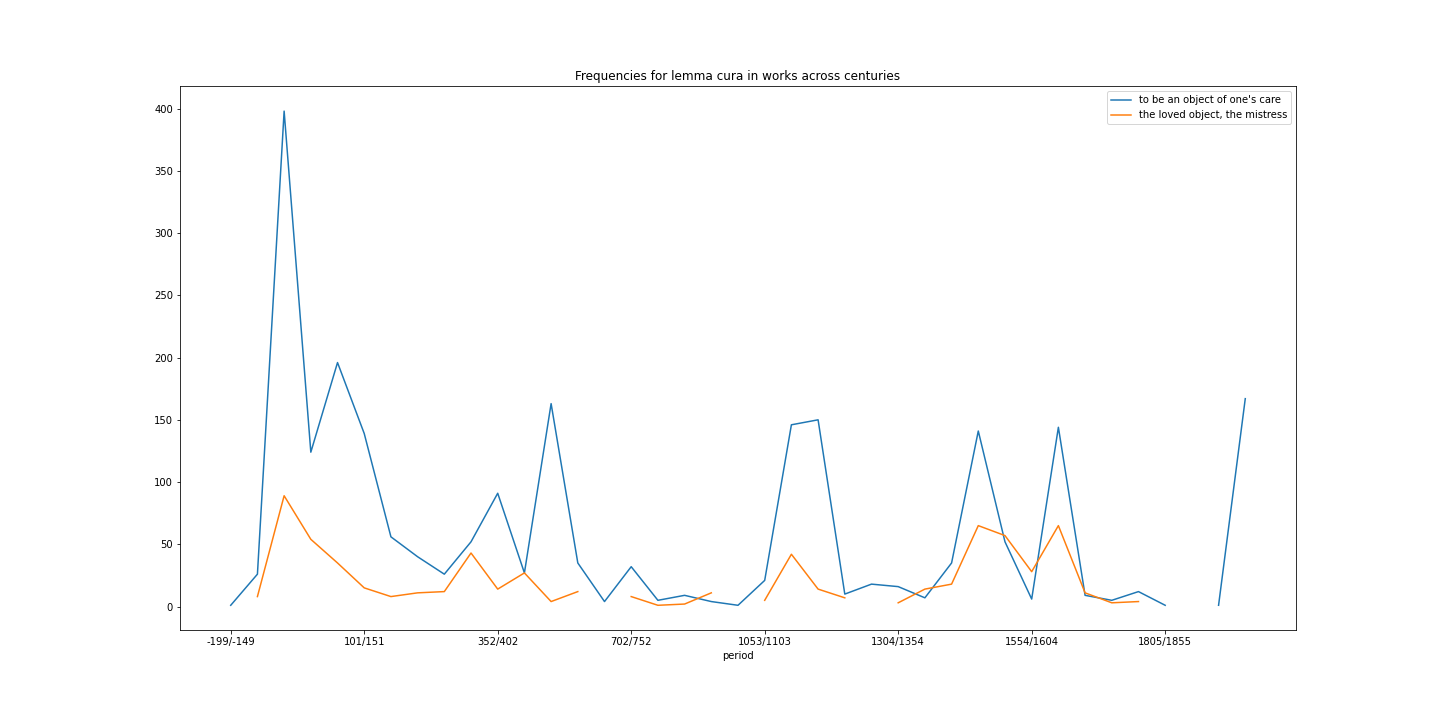 Frequencies for lemma cura in works across centuries
to be an object of one's care
the loved object, the mistress
400
350
300
250
200
150
100
50
0
-199/-149 101/151 352/402 702/752 1053/1103 1304/1354 1554/1604 1805/1855
period